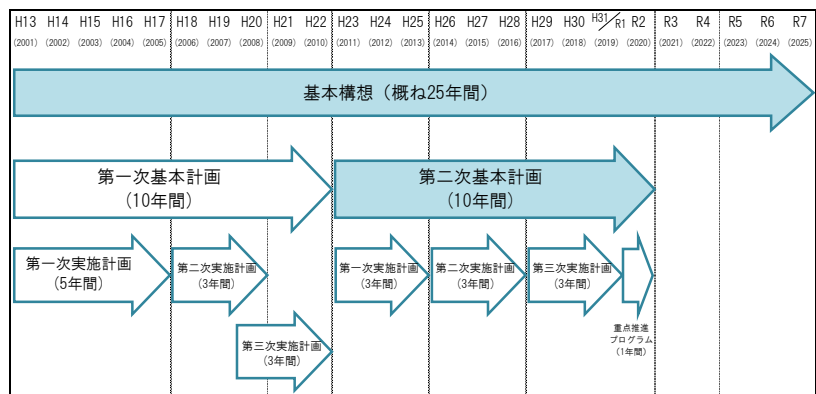 H13 H14 H15 H16 H17 H18 H19 H20 H21 H22 H23 H24 H25 H26 H27 H28 H29 H30 H31/R1 R2 R3 R4 R5 R6 R7
(2001) (2002) (2003) (2004) (2005) (2006) (2007) (2008) (2009) (2010) (2011) (2012) (2013) (2014) (2015) (2016) (2017) (2018) (2019) (2020) (2021) (2022) (2023) (2024) (2025)
基本構想（概ね25年間）
第一次基本計画
(10年間)
第二次基本計画
(10年間)
第一次実施計画
(5年間)
第二次実施計画
(3年間)
第三次実施計画
(3年間)
第一次実施計画
(3年間)
第二次実施計画
(3年間)
第三次実施計画
(3年間)
重点推進
プログラム
(1年間)